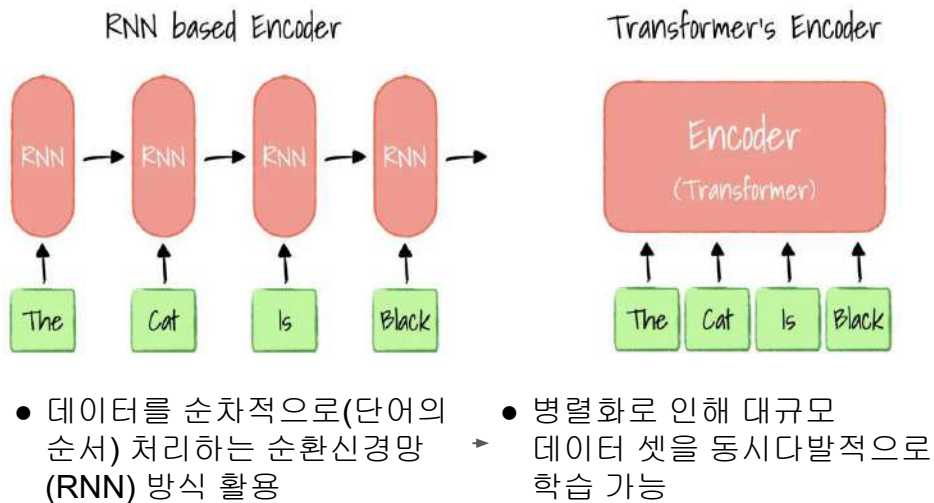 RNN based Encoder
RNN RNN RNN RNN
The Cat Is Black
● 데이터를 순차적으로(단어의
순서) 처리하는 순환신경망
(RNN) 방식 활용
Transformer's Encoder
Encoder
(Transformer)
The Cat Is Black
● 병렬화로 인해 대규모
데이터 셋을 동시다발적으로
학습 가능